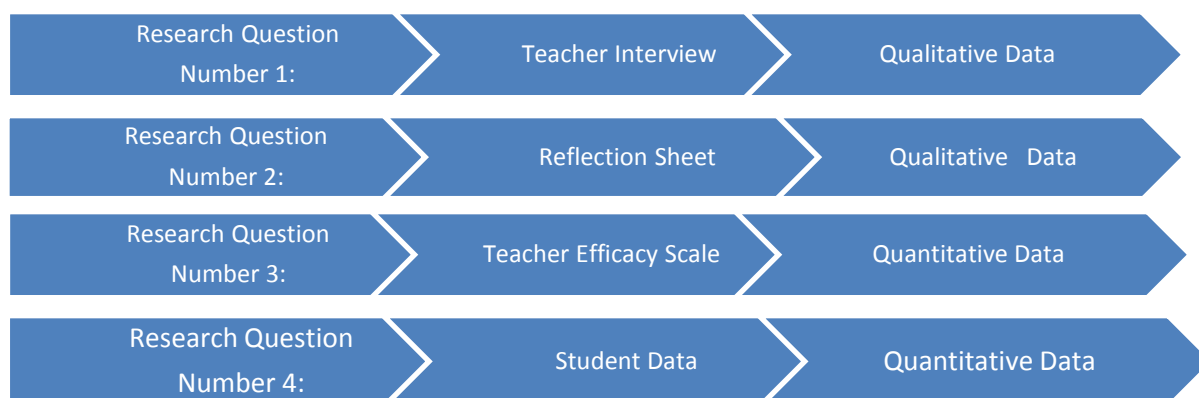 Research Question
Number 1:
Teacher Interview
Qualitative Data
Research Question
Number 2:
Reflection Sheet
Qualitative Data
Research Question
Number 3:
Teacher Efficacy Scale
Quantitative Data
Research Question
Number 4:
Student Data
Quantitative Data